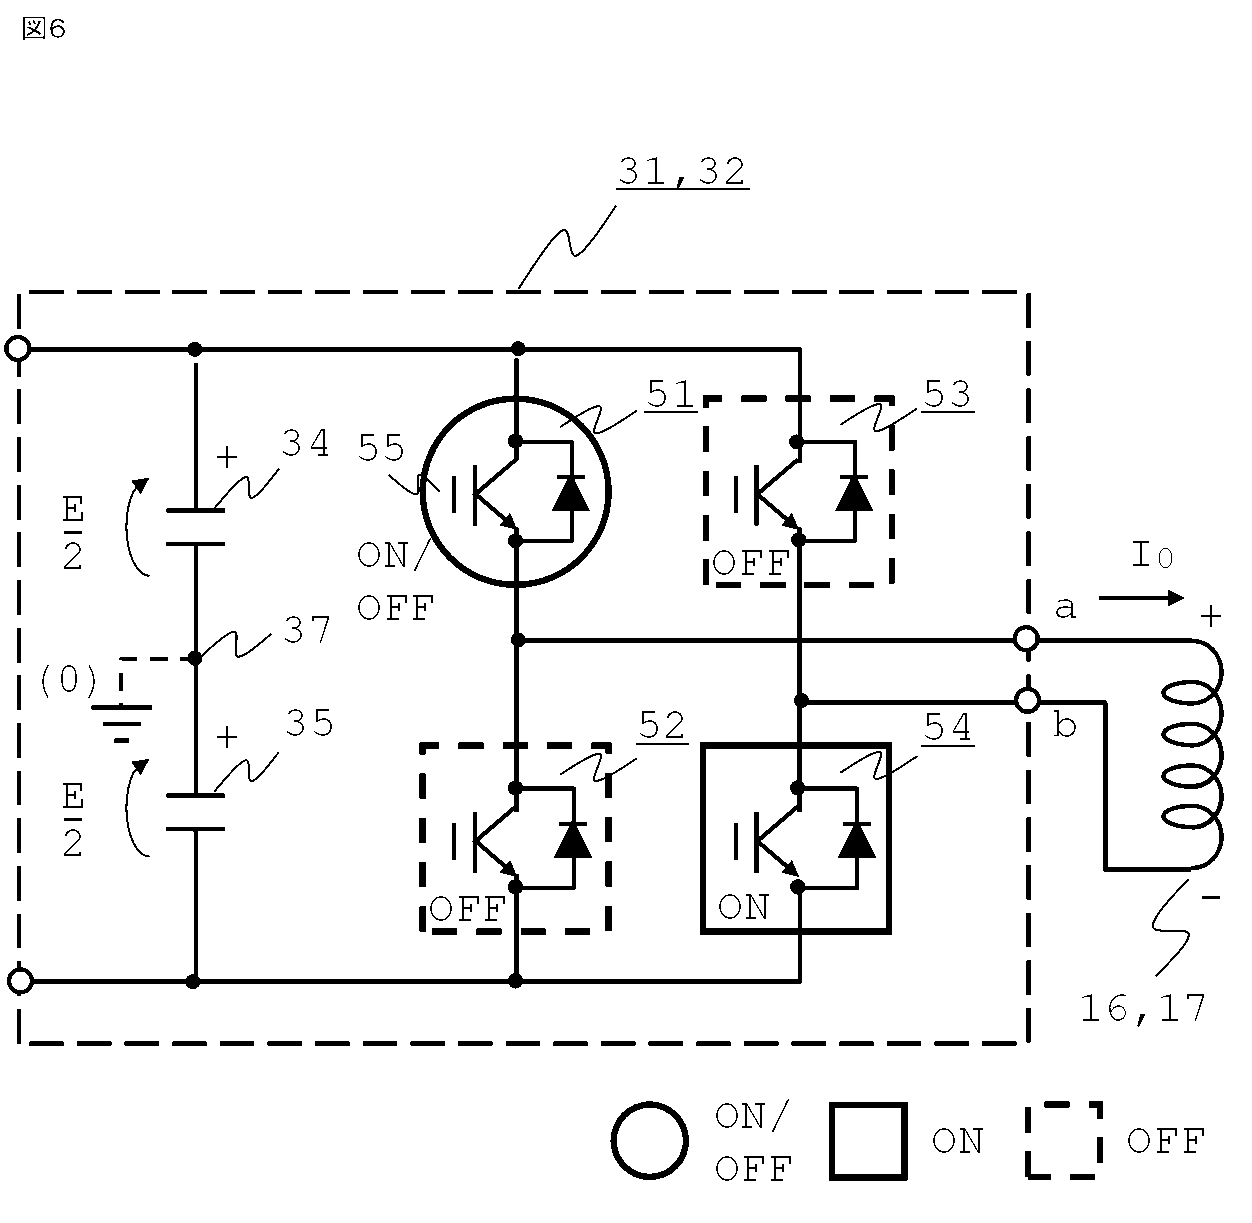 図6
31,32
51
53
+
34
55
E
2
ON/
OFF
OFF
I0
a
+
37
(0)
b
+
35
52
54
E
2
OFF
ON
-
16,17
ON/
OFF
ON
OFF